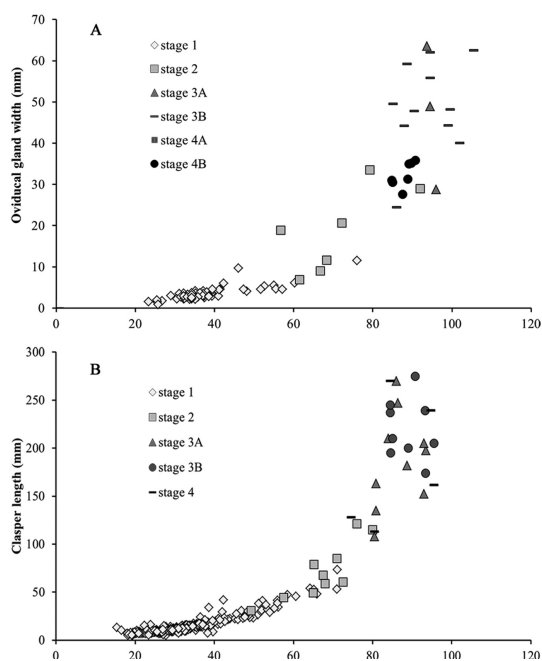 A
Oviducal gland width (mm)
70
60
50
40
30
20
10
0
stage 1
stage 2
stage 3A
stage 3B
stage 4A
stage 4B
0 20 40 60 80 100 120
B
Clasper length (mm)
300
250
200
150
100
50
0
stage 1
stage 2
stage 3A
stage 3B
stage 4
0 20 40 60 80 100 120